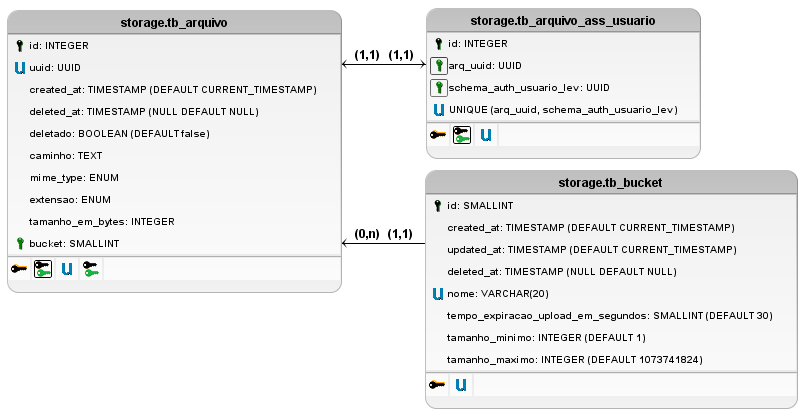 storage.tb_arquivo
id: INTEGER
U uuid: UUID
created_at: TIMESTAMP (DEFAULT CURRENT_TIMESTAMP)
deleted_at: TIMESTAMP (NULL DEFAULT NULL)
deletado: BOOLEAN (DEFAULT false)
caminho: TEXT
mime_type: ENUM
extensao: ENUM
tamanho_em_bytes: INTEGER
bucket: SMALLINT
U
(1,1) (1,1)
storage.tb_arquivo_ass_usuario
id: INTEGER
arq_uuid: UUID
schema_auth_usuario_lev: UUID
U UNIQUE (arq_uuid, schema_auth_usuario_lev)
U
(0,n) (1,1)
storage.tb_bucket
id: SMALLINT
created_at: TIMESTAMP (DEFAULT CURRENT_TIMESTAMP)
updated_at: TIMESTAMP (DEFAULT CURRENT_TIMESTAMP)
deleted_at: TIMESTAMP (NULL DEFAULT NULL)
U nome: VARCHAR(20)
tempo_expiracao_upload_em_segundos: SMALLINT (DEFAULT 30)
tamanho_minimo: INTEGER (DEFAULT 1)
tamanho_maximo: INTEGER (DEFAULT 1073741824)
U